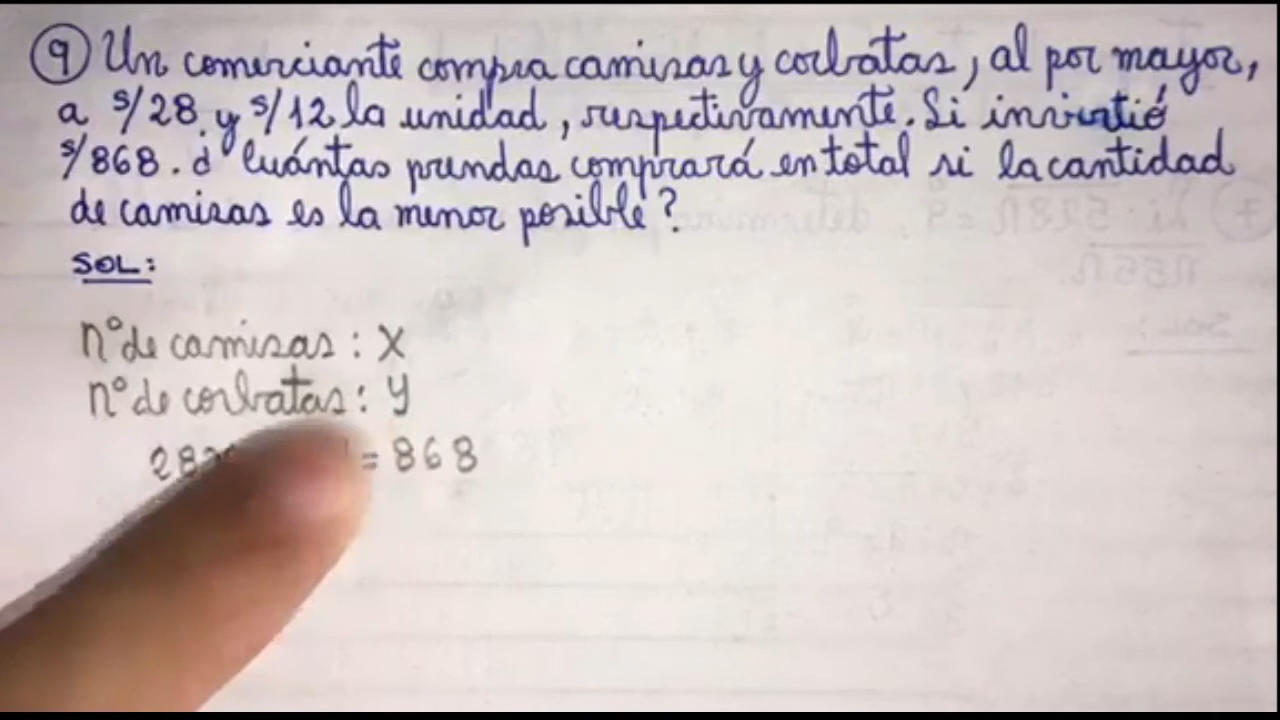 9 Un comerciante compra camisas y corbatas, al por mayor,
a s/28 y s/12 la unidad, respectivamente. Si invirtió
s/868. ¿Cuántas prendas comprará en total si la cantidad
de camisas es la menor posible?
SOL:
n° de camisas: x
n° de corbatas: y
28 = 868